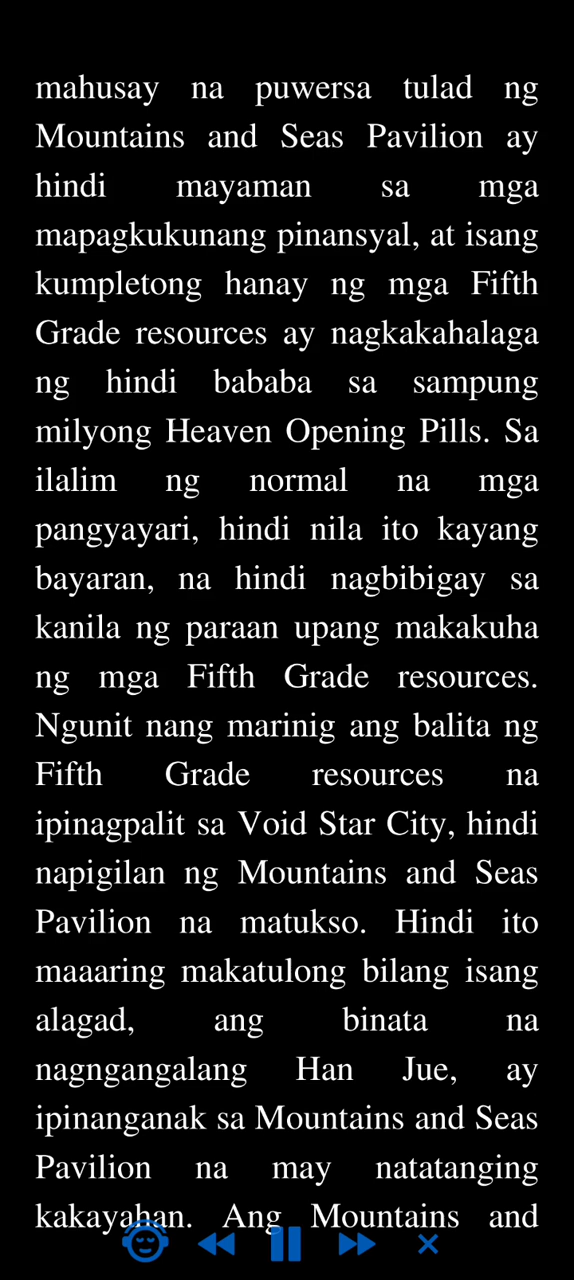 mahusay na puwersa tulad ng
Mountains and Seas Pavilion ay
hindi mayaman sa mga
mapagkukunang pinansyal, at isang
kumpletong hanay ng mga Fifth
Grade resources ay nagkakahalaga
ng hindi bababa sa sampung
milyong Heaven Opening Pills. Sa
ilalim ng normal na mga
pangyayari, hindi nila ito kayang
bayaran, na hindi nagbibigay sa
kanila ng paraan upang makakuha
ng mga Fifth Grade resources.
Ngunit nang marinig ang balita ng
Fifth Grade resources na
ipinagpalit sa Void Star City, hindi
napigilan ng Mountains and Seas
Pavilion na matukso. Hindi ito
maaaring makatulong bilang isang
alagad, ang binata na
nagngangalang Han Jue, ay
ipinanganak sa Mountains and Seas
Pavilion na may natatanging
kakayahan. Ang Mountains and